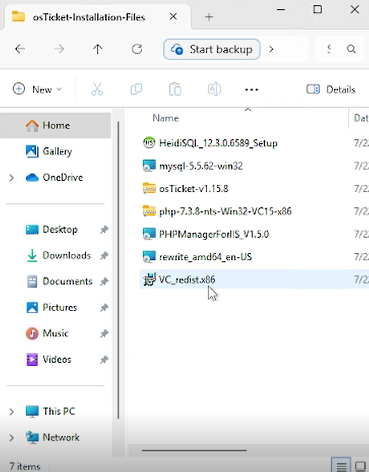 osTicket-Installation-Files
Start backup
New
Details
Home
Gallery
OneDrive
Desktop
Downloads
Documents
Pictures
Music
Videos
This PC
Network
Name
Dat
HeidiSQL_12.3.0.6589_Setup
7/2
mysql-5.5.62-win32
7/2
osTicket-v1.15.8
7/2
php-7.3.8-nts-Win32-VC15-x86
7/2
PHPManagerForIIS_V1.5.0
7/2
rewrite_amd64_en-US
7/2
VC_redist.x86
7/2
7 items